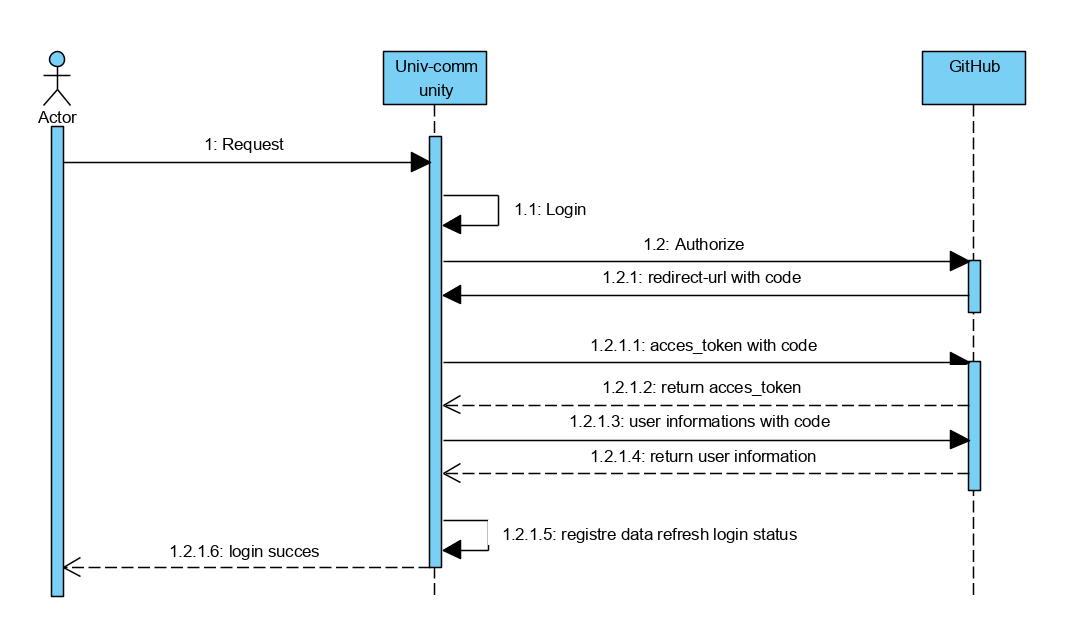 Univ-comm
unity
GitHub
Actor
1: Request
1.1: Login
1.2: Authorize
1.2.1: redirect-url with code
1.2.1.1: acces_token with code
1.2.1.2: return acces_token
1.2.1.3: user informations with code
1.2.1.4: return user information
1.2.1.5: registre data refresh login status
1.2.1.6: login succes